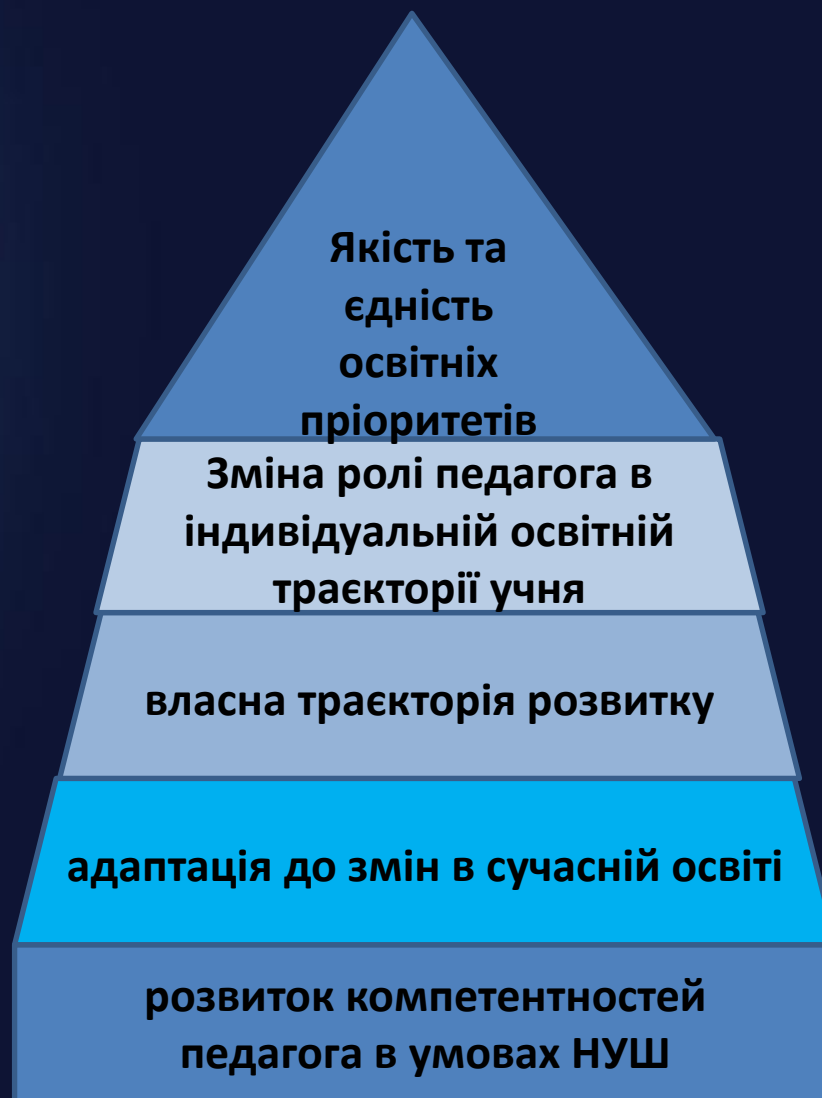 Якість та
єдність
освітніх
пріоритетів
Зміна ролі педагога в
індивідуальній освітній
траєкторії учня
власна траєкторія розвитку
адаптація до змін в сучасній освіті
розвиток компетентностей
педагога в умовах НУШ